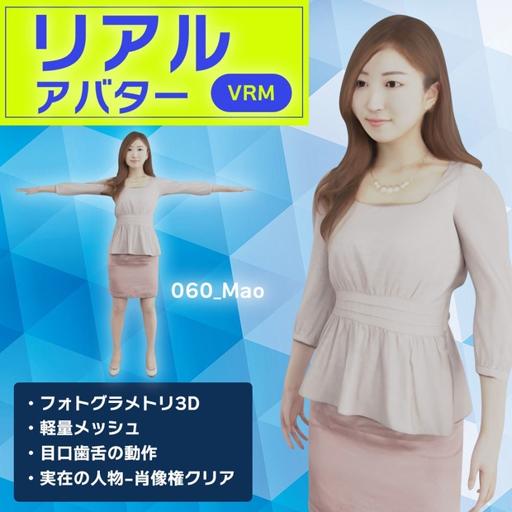 リアル
アバター
VRM
060_Mao
・フォトグラメトリ3D
・軽量メッシュ
・目口歯舌の動作
・実在の人物-肖像権クリア